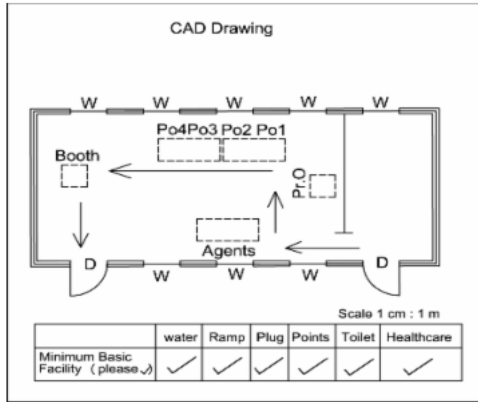 CAD Drawing
W W W W W
Po4 Po3 Po2 Po1
Booth
Pr.O
Agents
D D
W W W
Scale 1 cm : 1 m
water Ramp Plug Points Toilet Healthcare
Minimum Basic ✓ ✓ ✓ ✓ ✓ ✓
Facility ( please ✓)